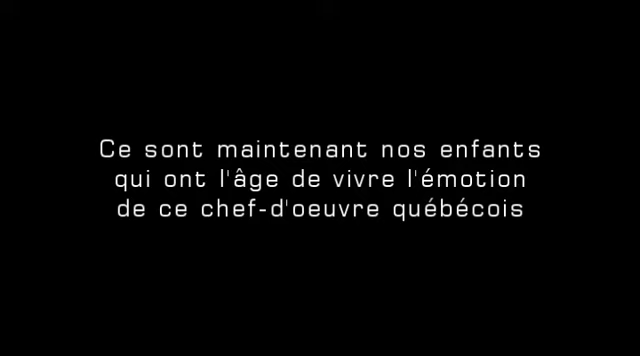 Ce sont maintenant nos enfants
qui ont l'âge de vivre l'émotion
de ce chef-d'oeuvre québécois